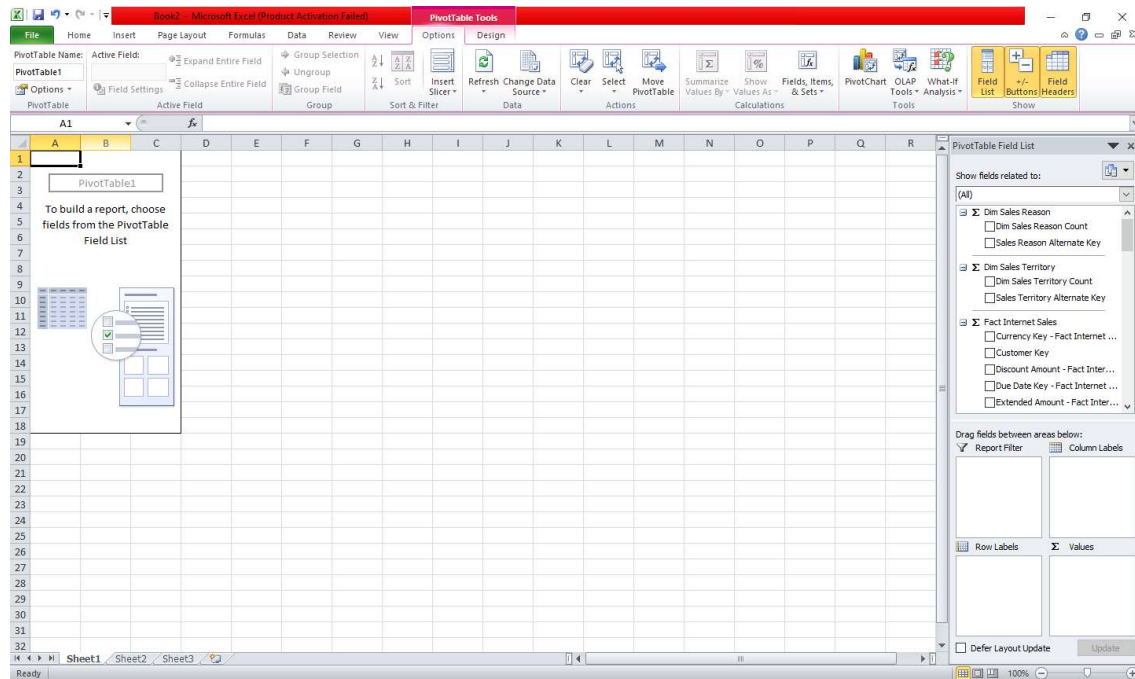 Book2 - Microsoft Excel (Product Activation Failed)
PivotTable Tools
File Home Insert Page Layout Formulas Data Review View Options Design
PivotTable Name:
PivotTable1
Options
PivotTable
Active Field:
Field Settings
Expand Entire Field
Collapse Entire Field
Active Field
Group Selection
Ungroup
Group Field
Group
Sort
Insert Slicer
Sort & Filter
Refresh
Change Data Source
Data
Clear
Select
Move PivotTable
Actions
Summarize Values By
Show Values As
Fields, Items, & Sets
Calculations
PivotChart
OLAP Tools
What-If Analysis
Tools
Field List
+/- Buttons
Field Headers
Show
A1
fx
A B C D E F G H I J K L M N O P Q R
1
2
3
4
5
6
7
8
9
10
11
12
13
14
15
16
17
18
19
20
21
22
23
24
25
26
27
28
29
30
31
32
PivotTable1
To build a report, choose
fields from the PivotTable
Field List
PivotTable Field List
Show fields related to:
(All)
Σ Dim Sales Reason
Dim Sales Reason Count
Sales Reason Alternate Key
Σ Dim Sales Territory
Dim Sales Territory Count
Sales Territory Alternate Key
Σ Fact Internet Sales
Currency Key - Fact Internet ...
Customer Key
Discount Amount - Fact Inter...
Due Date Key - Fact Internet ...
Extended Amount - Fact Inter...
Drag fields between areas below:
Report Filter
Column Labels
Row Labels
Σ Values
Defer Layout Update
Update
Sheet1 Sheet2 Sheet3
Ready
100%